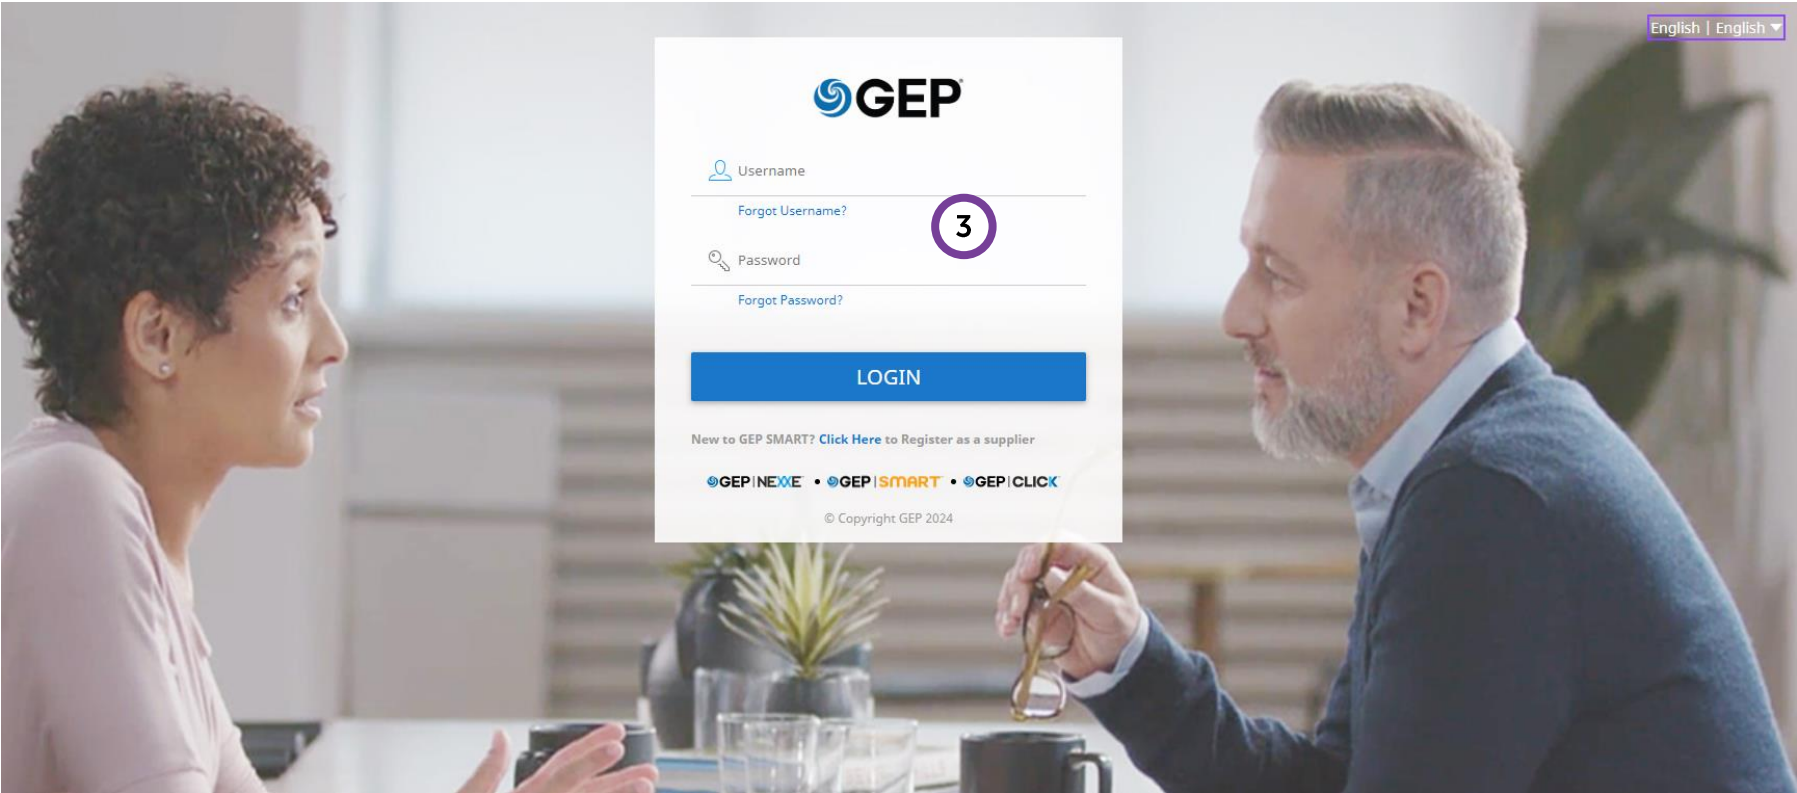 English | English
GEP
Username
Forgot Username?
3
Password
Forgot Password?
LOGIN
New to GEP SMART? Click Here to Register as a supplier
GEP | NEXXE • GEP | SMART • GEP | CLICK
© Copyright GEP 2024